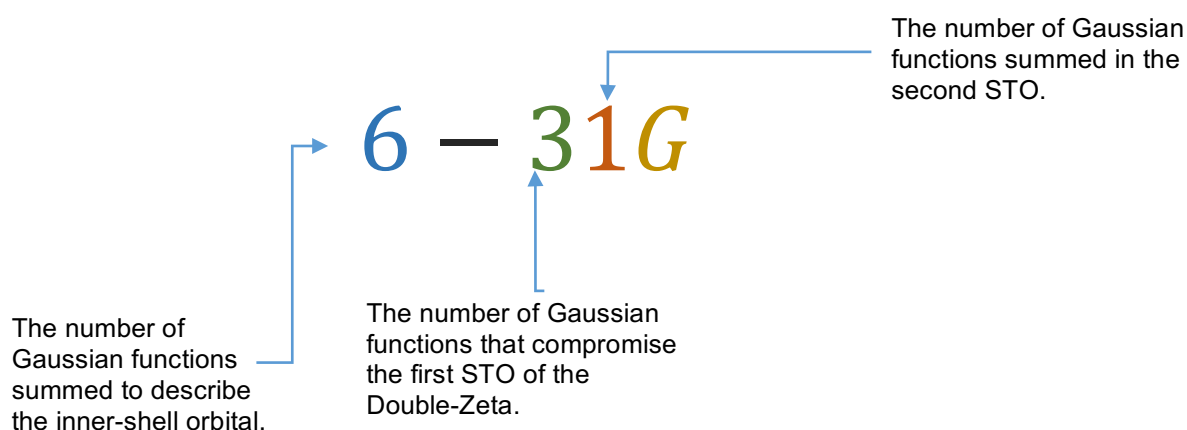 The number of Gaussian
functions summed in the
second STO.
6 − 31G
The number of
Gaussian functions
summed to describe
the inner-shell orbital.
The number of Gaussian
functions that compromise
the first STO of the
Double-Zeta.